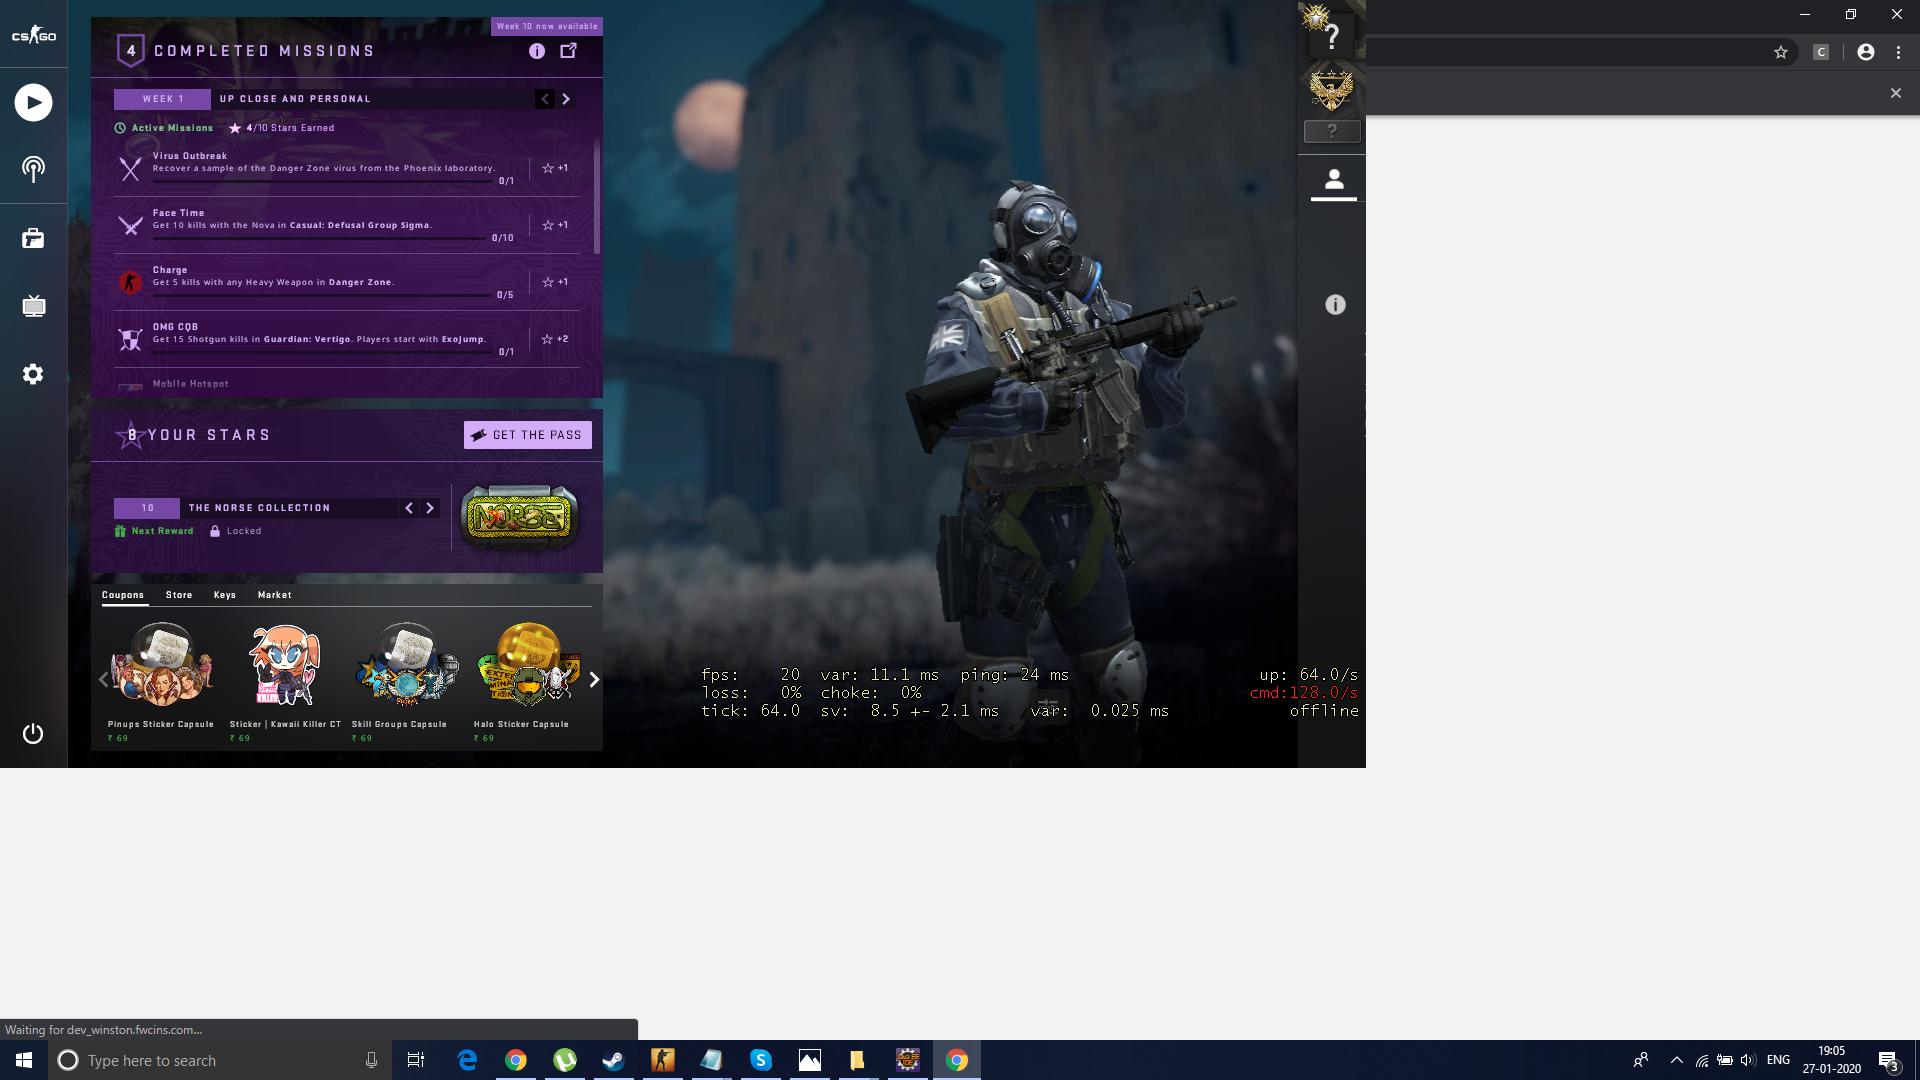 CS GO
Week 10 now available
4 COMPLETED MISSIONS
WEEK 1 UP CLOSE AND PERSONAL
Active Missions 4/10 Stars Earned
Virus Outbreak
Recover a sample of the Danger Zone virus from the Phoenix laboratory.
0/1 +1
Face Time
Get 10 kills with the Nova in Casual: Defusal Group Sigma.
0/10 +1
Charge
Get 5 kills with any Heavy Weapon in Danger Zone.
0/5 +1
OMG CQB
Get 15 Shotgun kills in Guardian: Vertigo. Players start with ExoJump.
0/1 +2
Mobile Hotspot
8 YOUR STARS GET THE PASS
10 THE NORSE COLLECTION
Next Reward Locked
NORSE
Coupons Store Keys Market
Pinups Sticker Capsule Sticker | Kawaii Killer CT Skill Groups Capsule Halo Sticker Capsule
₹ 69 ₹ 69 ₹ 69 ₹ 69
fps: 20 var: 11.1 ms ping: 24 ms up: 64.0/s
loss: 0% choke: 0% cmd:128.0/s
tick: 64.0 sv: 8.5 +- 2.1 ms var: 0.025 ms offline
?
3
?
C
Waiting for dev_winston.fwcins.com...
Type here to search
ENG
19:05
27-01-2020
3